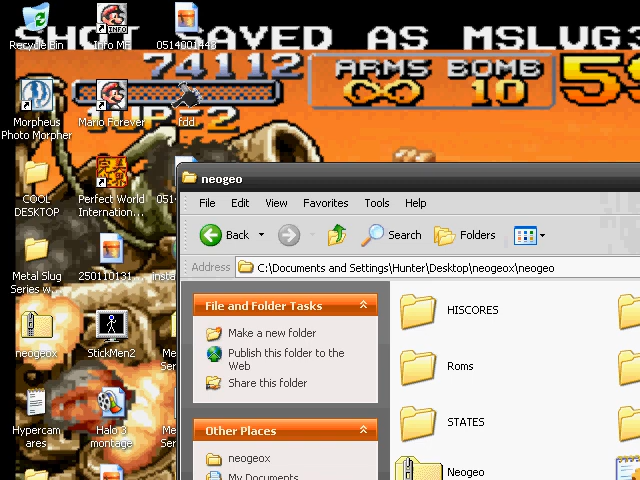 SHOT SAVED AS MSLUG3
74112
ARMS BOMB
10
1UP=2
Recycle Bin
Info MF
0514001443
Morpheus
Photo Morpher
Mario Forever
fdd
COOL
DESKTOP
Perfect World
Internation...
Metal Slug
Series w...
250110131...
neogeox
StickMen2
Hypercam
ares
Halo 3
montage
neogeo
File Edit View Favorites Tools Help
Back Search Folders
Address C:\Documents and Settings\Hunter\Desktop\neogeox\neogeo
File and Folder Tasks
Make a new folder
Publish this folder to the
Web
Share this folder
Other Places
neogeox
My Documents
HISCORES
Roms
STATES
Neogeo